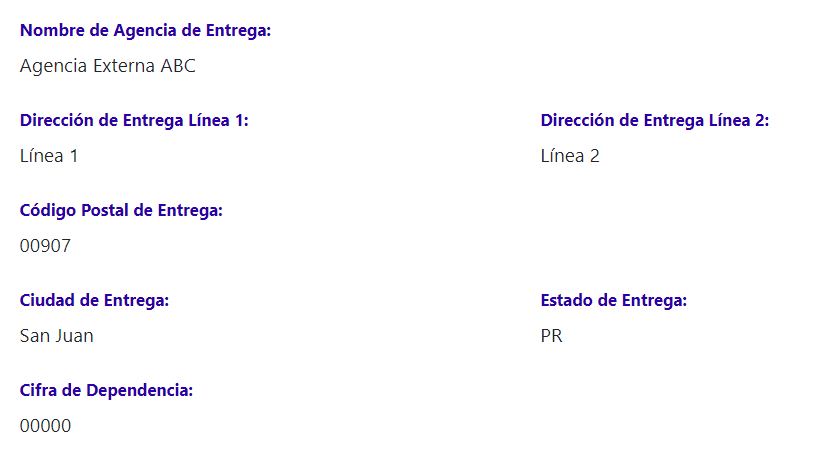 Nombre de Agencia de Entrega:
Agencia Externa ABC
Dirección de Entrega Línea 1:
Línea 1
Dirección de Entrega Línea 2:
Línea 2
Código Postal de Entrega:
00907
Ciudad de Entrega:
San Juan
Estado de Entrega:
PR
Cifra de Dependencia:
00000